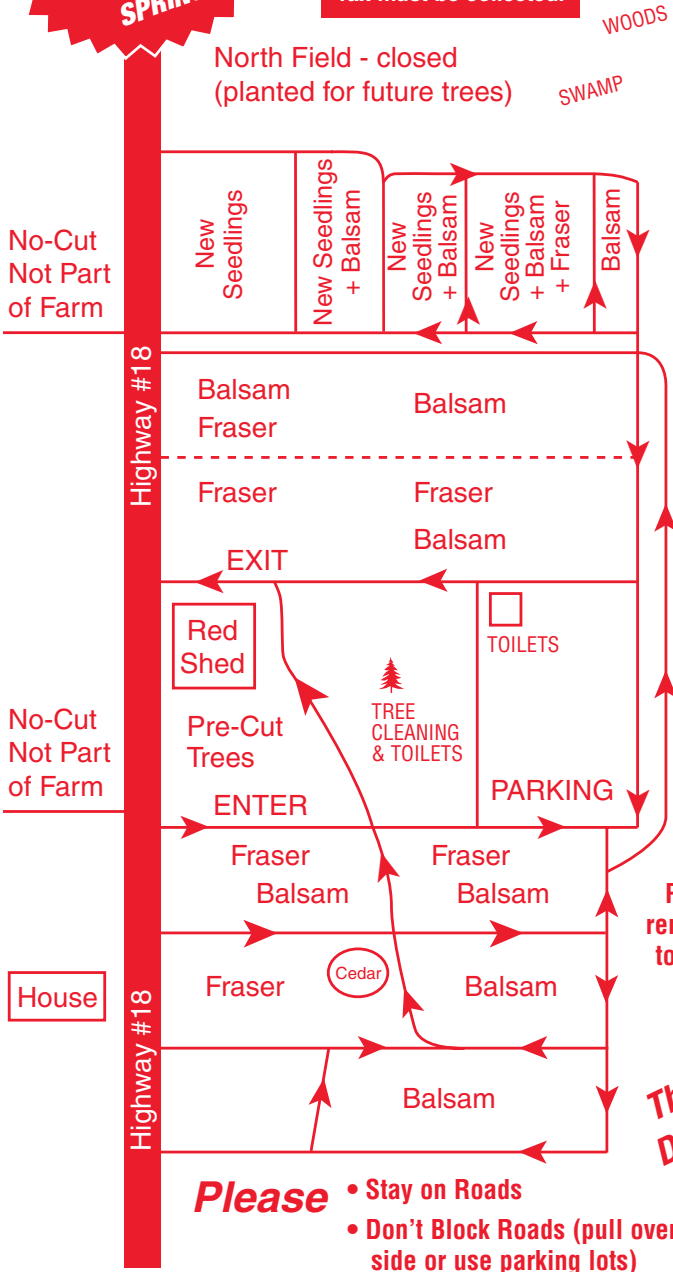 WOODS
North Field - closed
(planted for future trees)
SWAMP
New
Seedlings
New Seedlings
+ Balsam
New
Seedlings
+ Balsam
New
Seedlings
+ Balsam
+ Fraser
Balsam
No-Cut
Not Part
of Farm
Highway #18
Balsam
Fraser
Balsam
Fraser
Fraser
Balsam
EXIT
Red
Shed
TOILETS
TREE
CLEANING
& TOILETS
No-Cut
Not Part
of Farm
Pre-Cut
Trees
PARKING
ENTER
Fraser
Balsam
Fraser
Balsam
House
Fraser
Cedar
Balsam
Highway #18
Balsam
Please
• Stay on Roads
• Don't Block Roads (pull over
side or use parking lots)